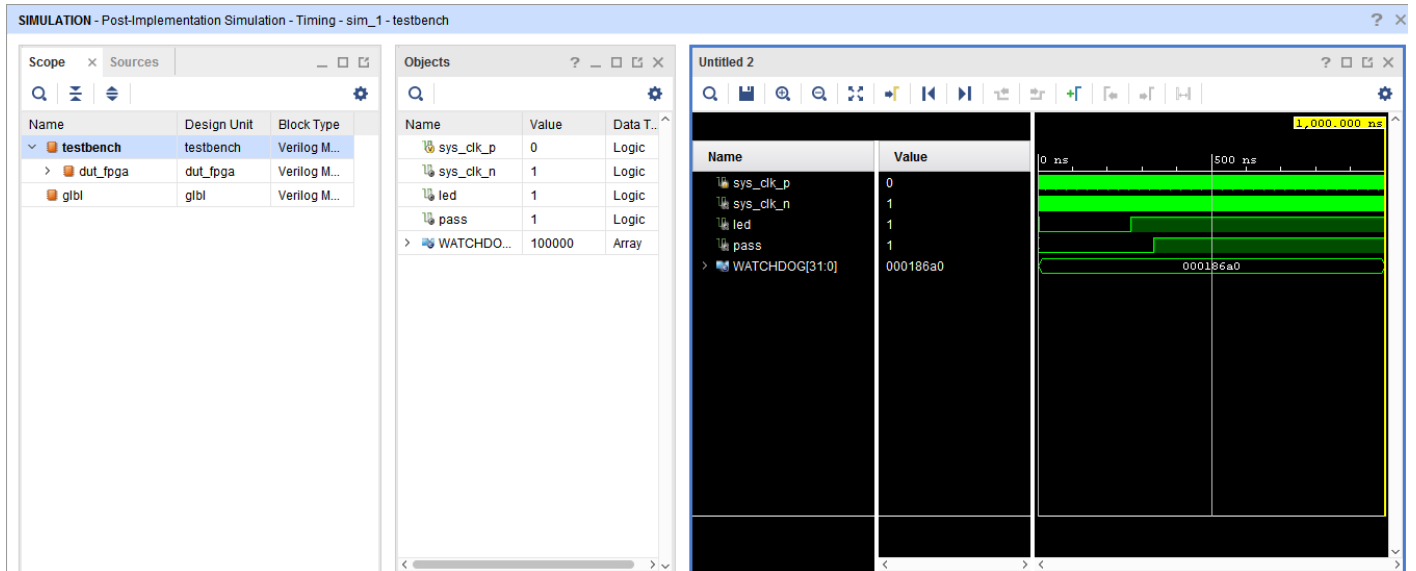 SIMULATION - Post-Implementation Simulation - Timing - sim_1 - testbench
Scope Sources
Name Design Unit Block Type
testbench testbench Verilog M...
dut_fpga dut_fpga Verilog M...
glbl glbl Verilog M...
Objects
Name Value Data T...
sys_clk_p 0 Logic
sys_clk_n 1 Logic
led 1 Logic
pass 1 Logic
WATCHDO... 100000 Array
Untitled 2
1,000.000 ns
Name Value
0 ns 500 ns
sys_clk_p 0
sys_clk_n 1
led 1
pass 1
WATCHDOG[31:0] 000186a0 000186a0